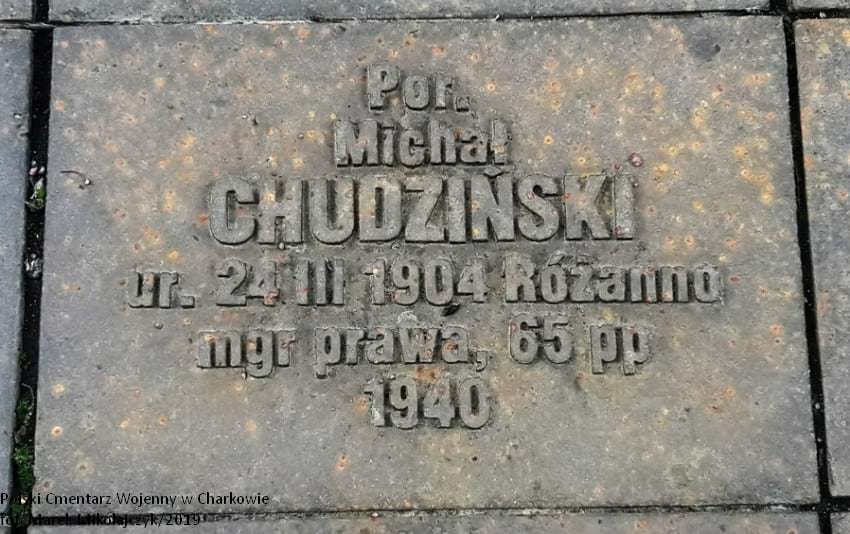 Por.
Michał
CHUDZIŃSKI
ur. 24 III 1904 Różanno
mgr prawa, 65 pp
1940
Polski Cmentarz Wojenny w Charkowie
fot. Marek Mikołajczyk/2019